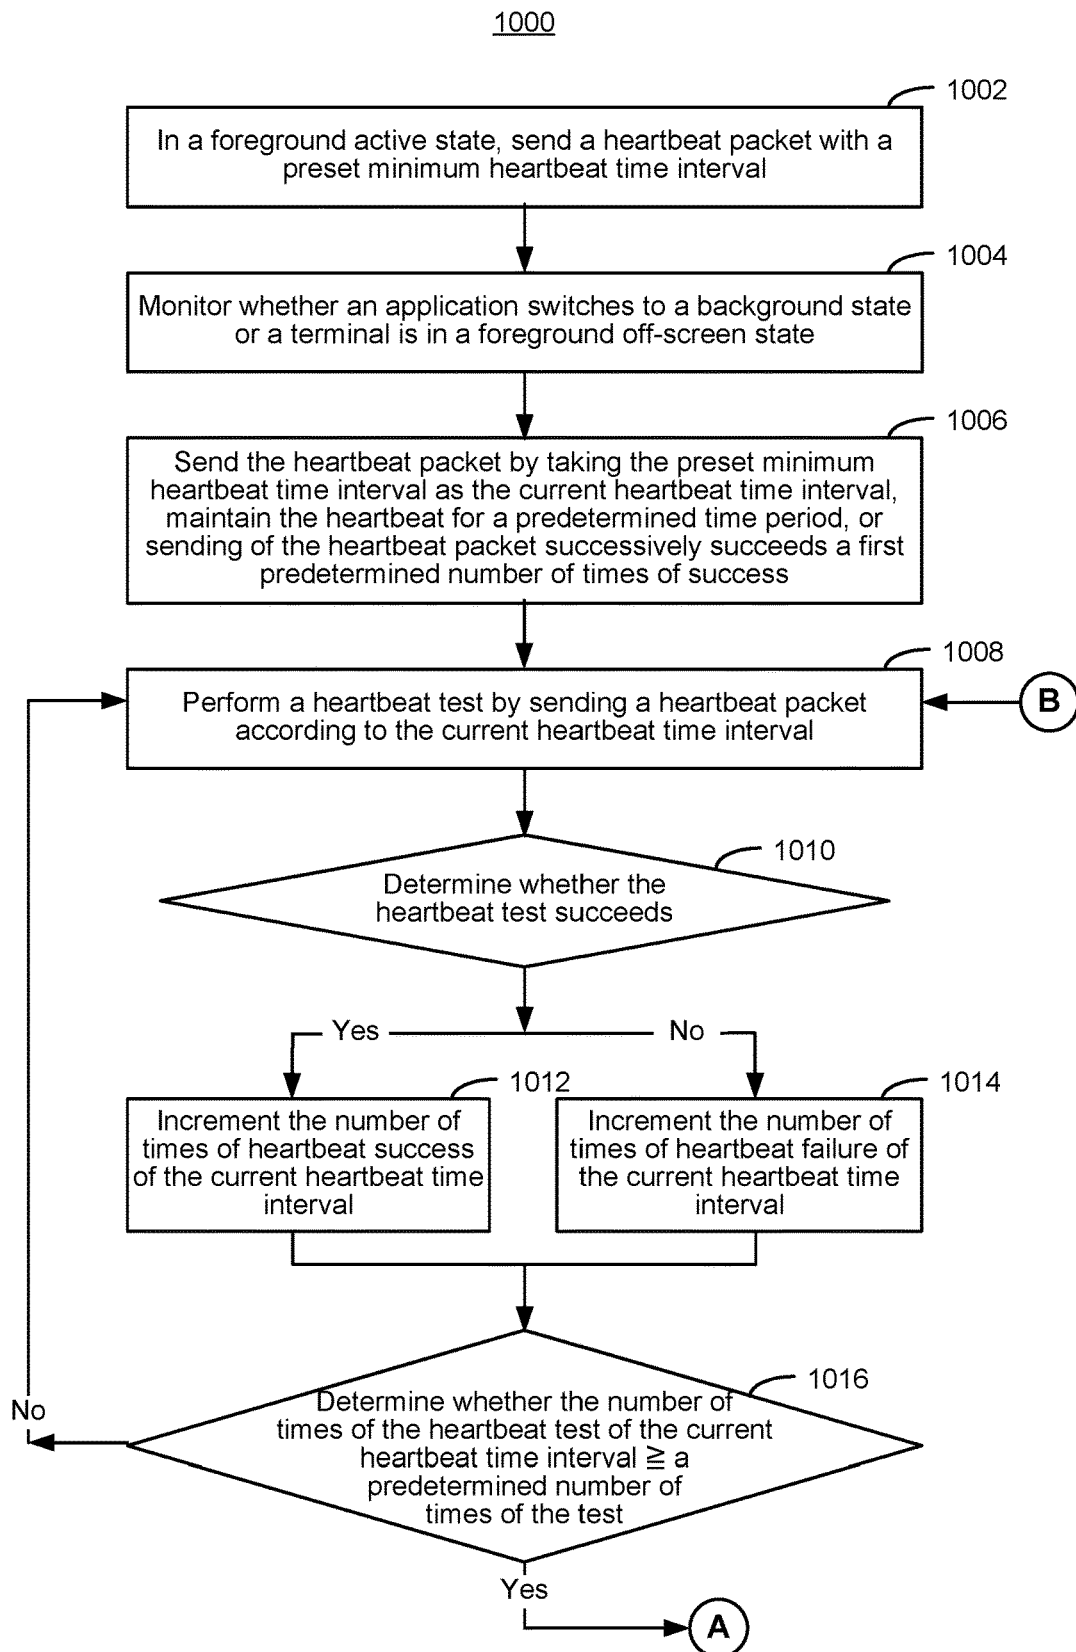 1000
1002
In a foreground active state, send a heartbeat packet with a
preset minimum heartbeat time interval
1004
Monitor whether an application switches to a background state
or a terminal is in a foreground off-screen state
1006
Send the heartbeat packet by taking the preset minimum
heartbeat time interval as the current heartbeat time interval,
maintain the heartbeat for a predetermined time period, or
sending of the heartbeat packet successively succeeds a first
predetermined number of times of success
1008
Perform a heartbeat test by sending a heartbeat packet
according to the current heartbeat time interval
B
1010
Determine whether the
heartbeat test succeeds
Yes
No
1012
Increment the number of
times of heartbeat success
of the current heartbeat time
interval
1014
Increment the number of
times of heartbeat failure of
the current heartbeat time
interval
1016
Determine whether the number of
times of the heartbeat test of the current
heartbeat time interval ≧ a
predetermined number of
times of the test
No
Yes
A